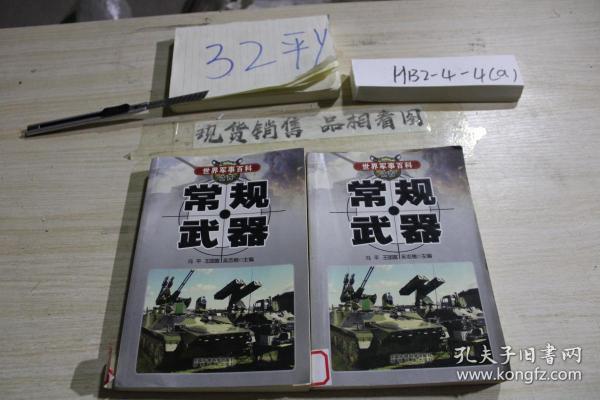 32平y
HB2-4-4(a)
现货销售 品相看图
世界军事百科
常规
武器
世界军事百科
常规
武器
孔夫子旧书网
www.kongfz.com